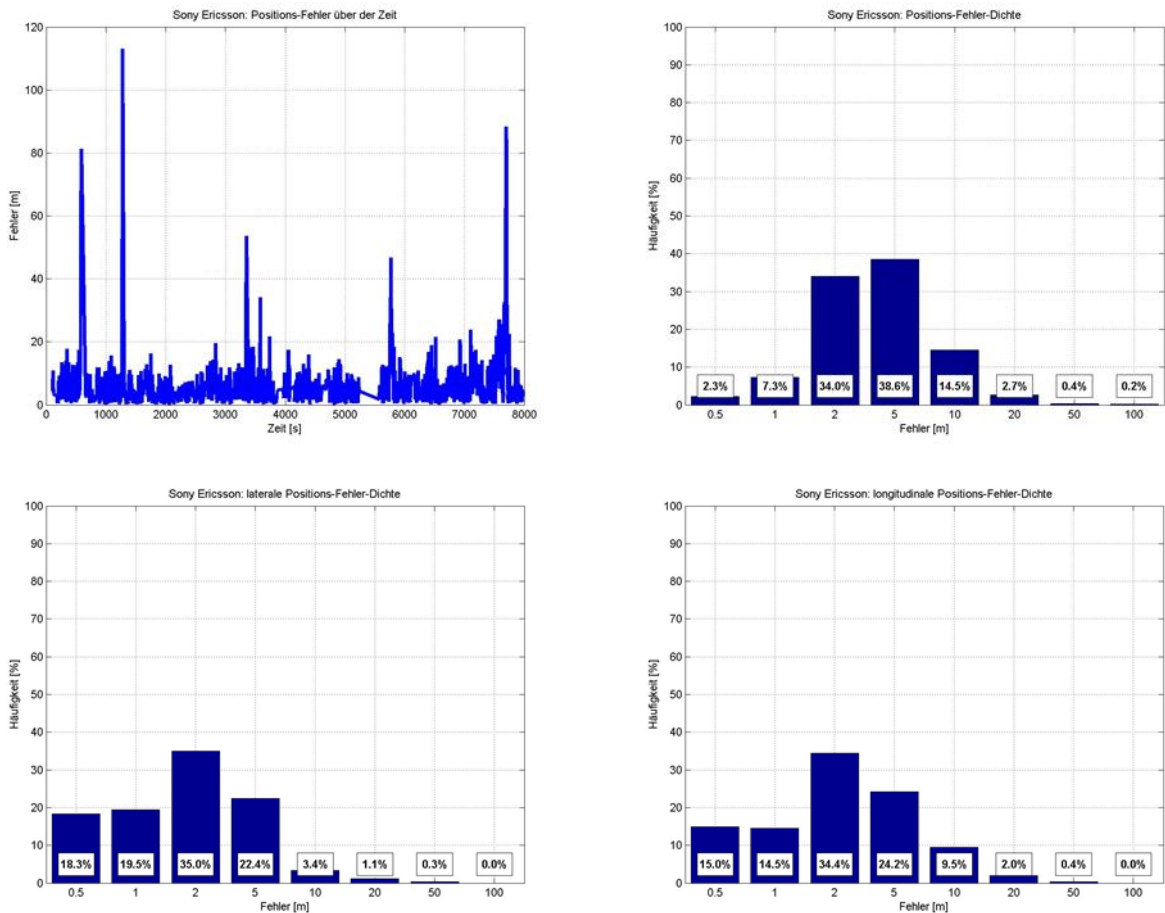 Sony Ericsson: Positions-Fehler über der Zeit
120
100
80
60
40
20
0
Fehler [m]
0 1000 2000 3000 4000 5000 6000 7000 8000
Zeit [s]
Sony Ericsson: Positions-Fehler-Dichte
100
90
80
70
60
50
40
30
20
10
0
Häufigkeit [%]
2.3% 7.3% 34.0% 38.6% 14.5% 2.7% 0.4% 0.2%
0.5 1 2 5 10 20 50 100
Fehler [m]
Sony Ericsson: laterale Positions-Fehler-Dichte
100
90
80
70
60
50
40
30
20
10
0
Häufigkeit [%]
18.3% 19.5% 35.0% 22.4% 3.4% 1.1% 0.3% 0.0%
0.5 1 2 5 10 20 50 100
Fehler [m]
Sony Ericsson: longitudinale Positions-Fehler-Dichte
100
90
80
70
60
50
40
30
20
10
0
Häufigkeit [%]
15.0% 14.5% 34.4% 24.2% 9.5% 2.0% 0.4% 0.0%
0.5 1 2 5 10 20 50 100
Fehler [m]